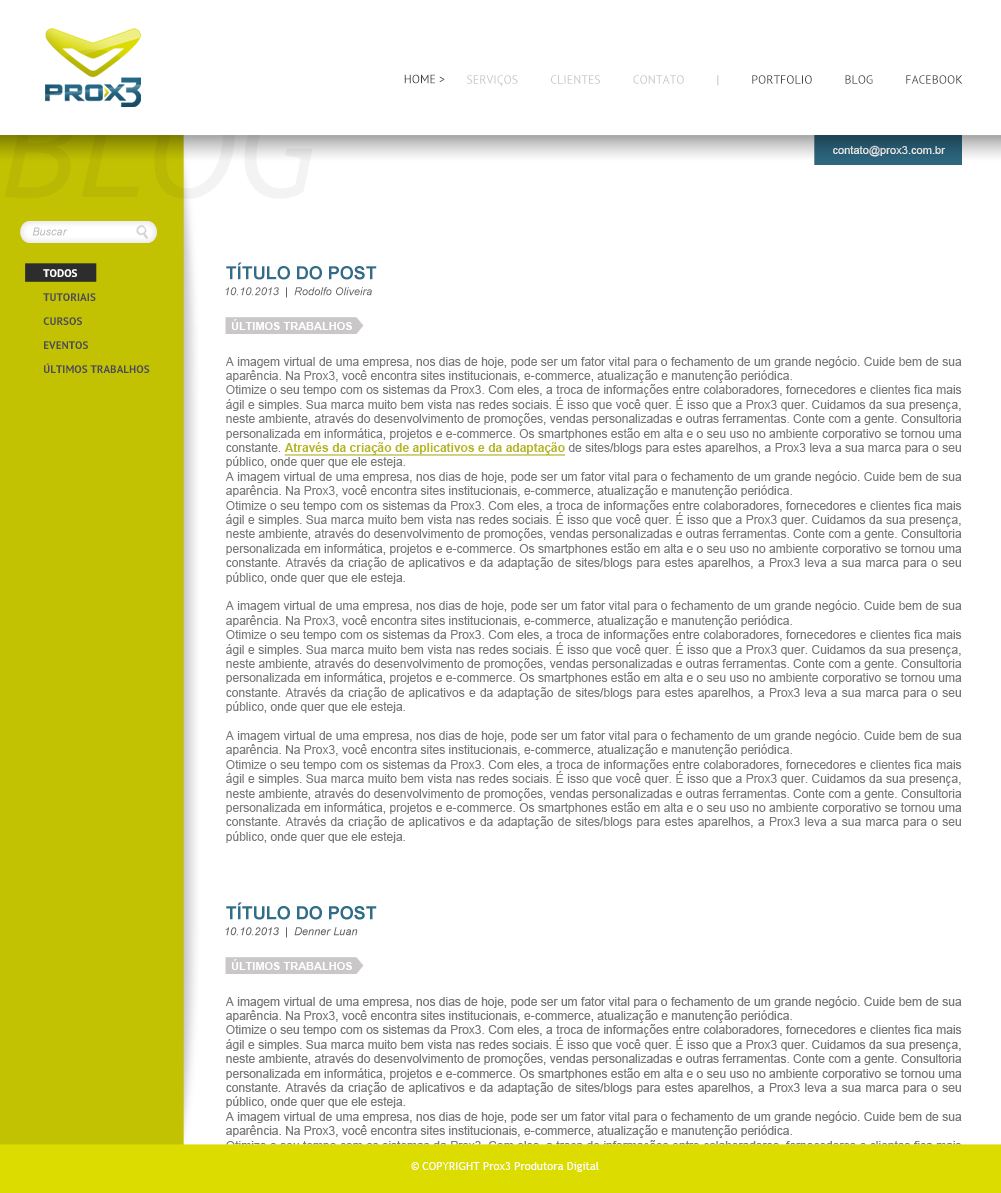 PROX3
HOME > SERVIÇOS CLIENTES CONTATO | PORTFOLIO BLOG FACEBOOK
BLOG
contato@prox3.com.br
Buscar
TODOS
TUTORIAIS
CURSOS
EVENTOS
ÚLTIMOS TRABALHOS
TÍTULO DO POST
10.10.2013 | Rodolfo Oliveira
ÚLTIMOS TRABALHOS
A imagem virtual de uma empresa, nos dias de hoje, pode ser um fator vital para o fechamento de um grande negócio. Cuide bem de sua
aparência. Na Prox3, você encontra sites institucionais, e-commerce, atualização e manutenção periódica.
Otimize o seu tempo com os sistemas da Prox3. Com eles, a troca de informações entre colaboradores, fornecedores e clientes fica mais
ágil e simples. Sua marca muito bem vista nas redes sociais. É isso que você quer. É isso que a Prox3 quer. Cuidamos da sua presença,
neste ambiente, através do desenvolvimento de promoções, vendas personalizadas e outras ferramentas. Conte com a gente. Consultoria
personalizada em informática, projetos e e-commerce. Os smartphones estão em alta e o seu uso no ambiente corporativo se tornou uma
constante. Através da criação de aplicativos e da adaptação de sites/blogs para estes aparelhos, a Prox3 leva a sua marca para o seu
público, onde quer que ele esteja.
A imagem virtual de uma empresa, nos dias de hoje, pode ser um fator vital para o fechamento de um grande negócio. Cuide bem de sua
aparência. Na Prox3, você encontra sites institucionais, e-commerce, atualização e manutenção periódica.
Otimize o seu tempo com os sistemas da Prox3. Com eles, a troca de informações entre colaboradores, fornecedores e clientes fica mais
ágil e simples. Sua marca muito bem vista nas redes sociais. É isso que você quer. É isso que a Prox3 quer. Cuidamos da sua presença,
neste ambiente, através do desenvolvimento de promoções, vendas personalizadas e outras ferramentas. Conte com a gente. Consultoria
personalizada em informática, projetos e e-commerce. Os smartphones estão em alta e o seu uso no ambiente corporativo se tornou uma
constante. Através da criação de aplicativos e da adaptação de sites/blogs para estes aparelhos, a Prox3 leva a sua marca para o seu
público, onde quer que ele esteja.
A imagem virtual de uma empresa, nos dias de hoje, pode ser um fator vital para o fechamento de um grande negócio. Cuide bem de sua
aparência. Na Prox3, você encontra sites institucionais, e-commerce, atualização e manutenção periódica.
Otimize o seu tempo com os sistemas da Prox3. Com eles, a troca de informações entre colaboradores, fornecedores e clientes fica mais
ágil e simples. Sua marca muito bem vista nas redes sociais. É isso que você quer. É isso que a Prox3 quer. Cuidamos da sua presença,
neste ambiente, através do desenvolvimento de promoções, vendas personalizadas e outras ferramentas. Conte com a gente. Consultoria
personalizada em informática, projetos e e-commerce. Os smartphones estão em alta e o seu uso no ambiente corporativo se tornou uma
constante. Através da criação de aplicativos e da adaptação de sites/blogs para estes aparelhos, a Prox3 leva a sua marca para o seu
público, onde quer que ele esteja.
A imagem virtual de uma empresa, nos dias de hoje, pode ser um fator vital para o fechamento de um grande negócio. Cuide bem de sua
aparência. Na Prox3, você encontra sites institucionais, e-commerce, atualização e manutenção periódica.
Otimize o seu tempo com os sistemas da Prox3. Com eles, a troca de informações entre colaboradores, fornecedores e clientes fica mais
ágil e simples. Sua marca muito bem vista nas redes sociais. É isso que você quer. É isso que a Prox3 quer. Cuidamos da sua presença,
neste ambiente, através do desenvolvimento de promoções, vendas personalizadas e outras ferramentas. Conte com a gente. Consultoria
personalizada em informática, projetos e e-commerce. Os smartphones estão em alta e o seu uso no ambiente corporativo se tornou uma
constante. Através da criação de aplicativos e da adaptação de sites/blogs para estes aparelhos, a Prox3 leva a sua marca para o seu
público, onde quer que ele esteja.
TÍTULO DO POST
10.10.2013 | Denner Luan
ÚLTIMOS TRABALHOS
A imagem virtual de uma empresa, nos dias de hoje, pode ser um fator vital para o fechamento de um grande negócio. Cuide bem de sua
aparência. Na Prox3, você encontra sites institucionais, e-commerce, atualização e manutenção periódica.
Otimize o seu tempo com os sistemas da Prox3. Com eles, a troca de informações entre colaboradores, fornecedores e clientes fica mais
ágil e simples. Sua marca muito bem vista nas redes sociais. É isso que você quer. É isso que a Prox3 quer. Cuidamos da sua presença,
neste ambiente, através do desenvolvimento de promoções, vendas personalizadas e outras ferramentas. Conte com a gente. Consultoria
personalizada em informática, projetos e e-commerce. Os smartphones estão em alta e o seu uso no ambiente corporativo se tornou uma
constante. Através da criação de aplicativos e da adaptação de sites/blogs para estes aparelhos, a Prox3 leva a sua marca para o seu
público, onde quer que ele esteja.
A imagem virtual de uma empresa, nos dias de hoje, pode ser um fator vital para o fechamento de um grande negócio. Cuide bem de sua
aparência. Na Prox3, você encontra sites institucionais, e-commerce, atualização e manutenção periódica.
© COPYRIGHT Prox3 Produtora Digital